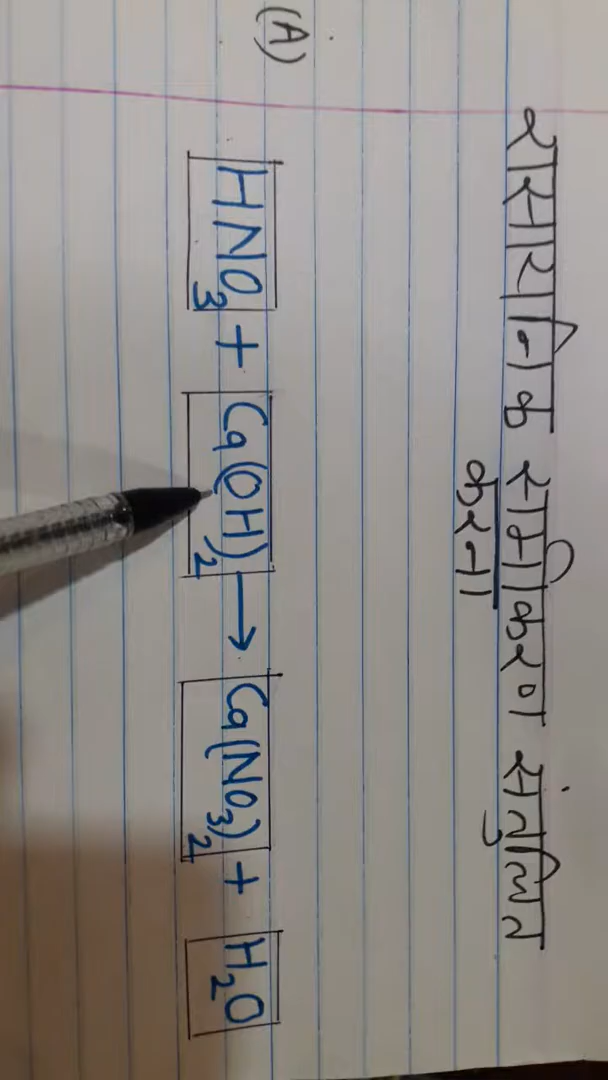 रासायनिक समीकरण संतुलित
करना
(A) HNO₃ + Ca(OH)₂ → Ca(NO₃)₂ + H₂O